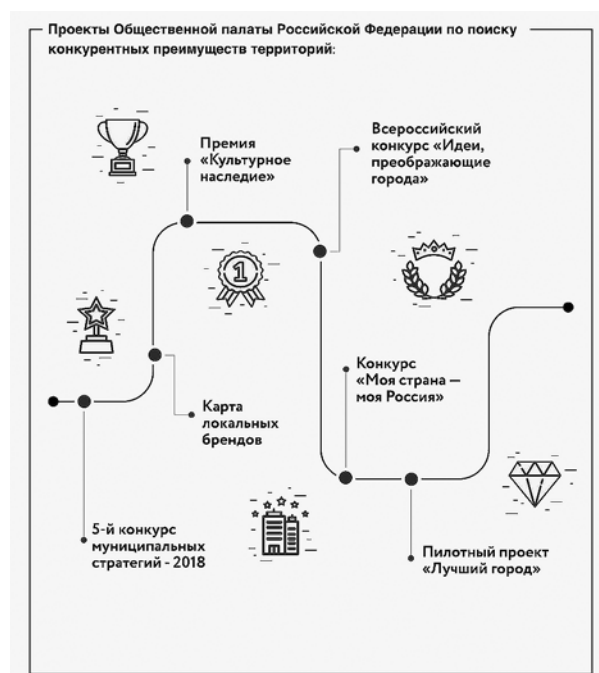 Проекты Общественной палаты Российской Федерации по поиску
конкурентных преимуществ территорий:
Премия
«Культурное
наследие»
Всероссийский
конкурс «Идеи,
преображающие
города»
1
Карта
локальных
брендов
Конкурс
«Моя страна –
моя Россия»
5-й конкурс
муниципальных
стратегий - 2018
Пилотный проект
«Лучший город»